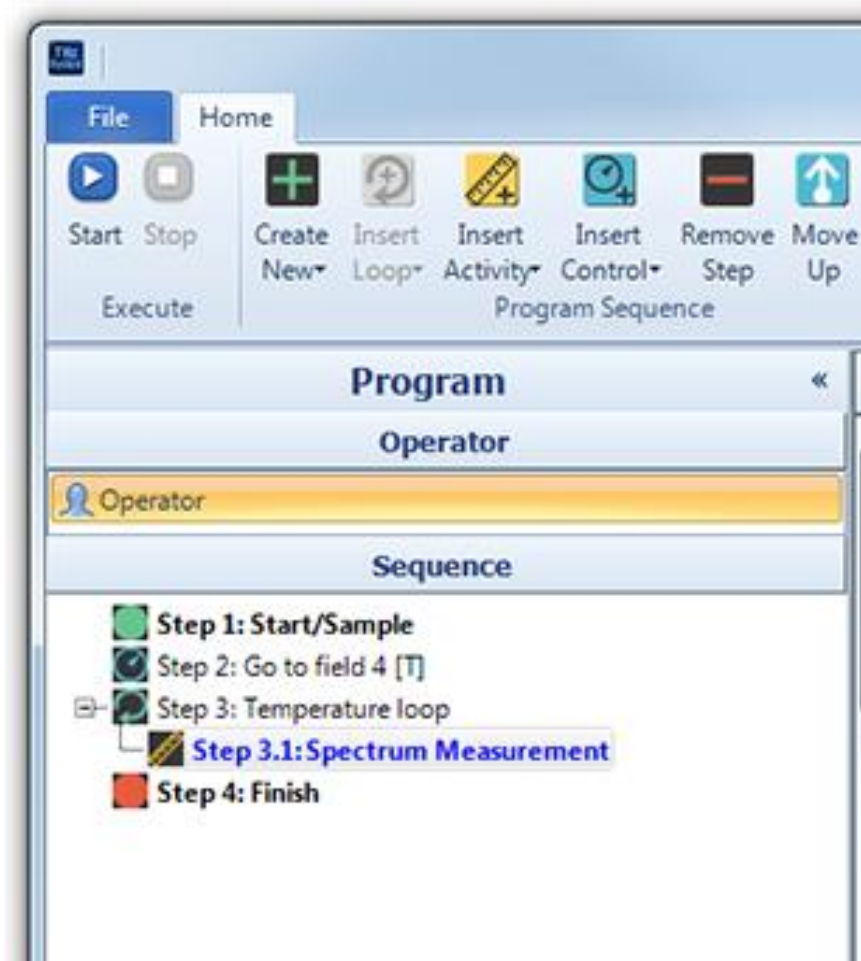 File Home
Start Stop Create Insert Insert Insert Remove Move
New Loop Activity Control Step Up
Execute Program Sequence
Program «
Operator
Operator
Sequence
Step 1: Start/Sample
Step 2: Go to field 4 [T]
Step 3: Temperature loop
Step 3.1: Spectrum Measurement
Step 4: Finish